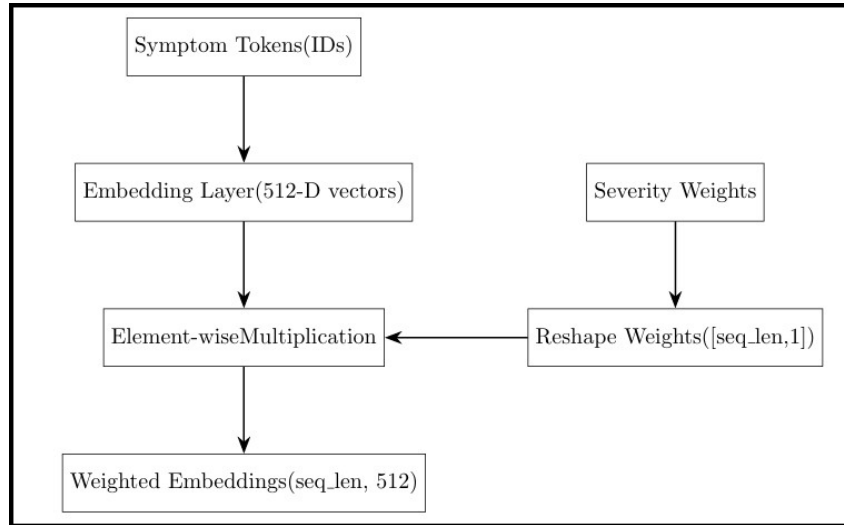 Symptom Tokens(IDs)
Embedding Layer(512-D vectors)
Severity Weights
Element-wiseMultiplication
Reshape Weights([seq_len,1])
Weighted Embeddings(seq_len, 512)